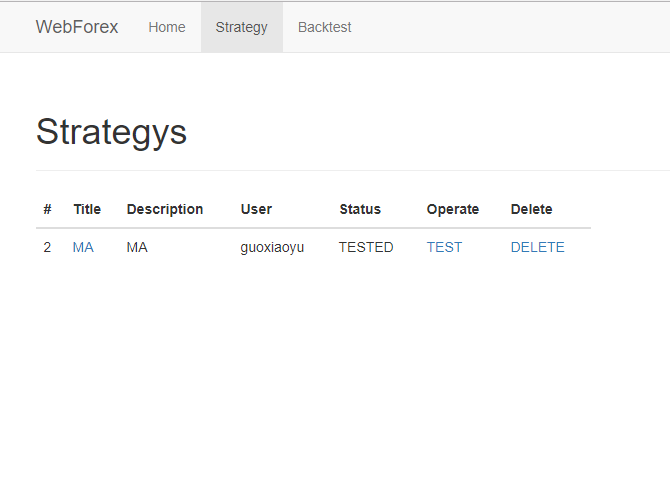 WebForex Home Strategy Backtest
Strategys
# Title Description User Status Operate Delete
2 MA MA guoxiaoyu TESTED TEST DELETE